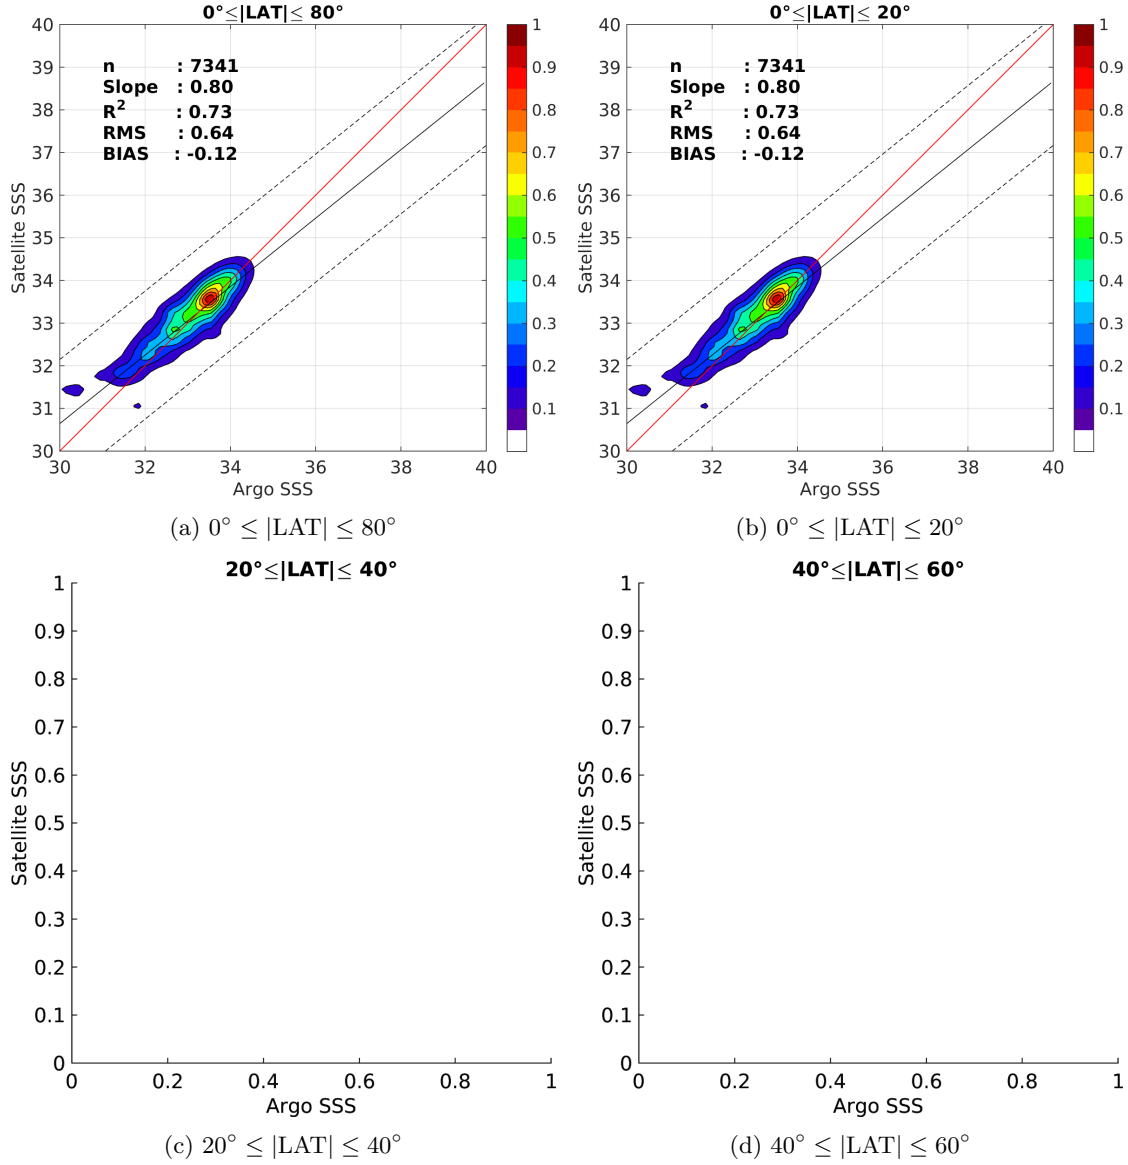 0°≤|LAT|≤ 80°
n : 7341
Slope : 0.80
R² : 0.73
RMS : 0.64
BIAS : -0.12
40
39
38
37
36
35
34
33
32
31
30
30 32 34 36 38 40
Satellite SSS
Argo SSS
1
0.9
0.8
0.7
0.6
0.5
0.4
0.3
0.2
0.1
(a) 0° ≤ |LAT| ≤ 80°
0°≤|LAT|≤ 20°
n : 7341
Slope : 0.80
R² : 0.73
RMS : 0.64
BIAS : -0.12
40
39
38
37
36
35
34
33
32
31
30
30 32 34 36 38 40
Satellite SSS
Argo SSS
1
0.9
0.8
0.7
0.6
0.5
0.4
0.3
0.2
0.1
(b) 0° ≤ |LAT| ≤ 20°
20°≤|LAT|≤ 40°
1
0.9
0.8
0.7
0.6
0.5
0.4
0.3
0.2
0.1
0
0 0.2 0.4 0.6 0.8 1
Satellite SSS
Argo SSS
(c) 20° ≤ |LAT| ≤ 40°
40°≤|LAT|≤ 60°
1
0.9
0.8
0.7
0.6
0.5
0.4
0.3
0.2
0.1
0
0 0.2 0.4 0.6 0.8 1
Satellite SSS
Argo SSS
(d) 40° ≤ |LAT| ≤ 60°